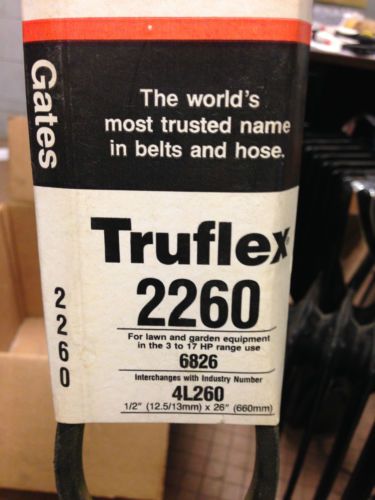 Gates
The world's
most trusted name
in belts and hose.
Truflex®
2260
2260
For lawn and garden equipment
in the 3 to 17 HP range use
6826
Interchanges with Industry Number
4L260
1/2" (12.5/13mm) x 26" (660mm)